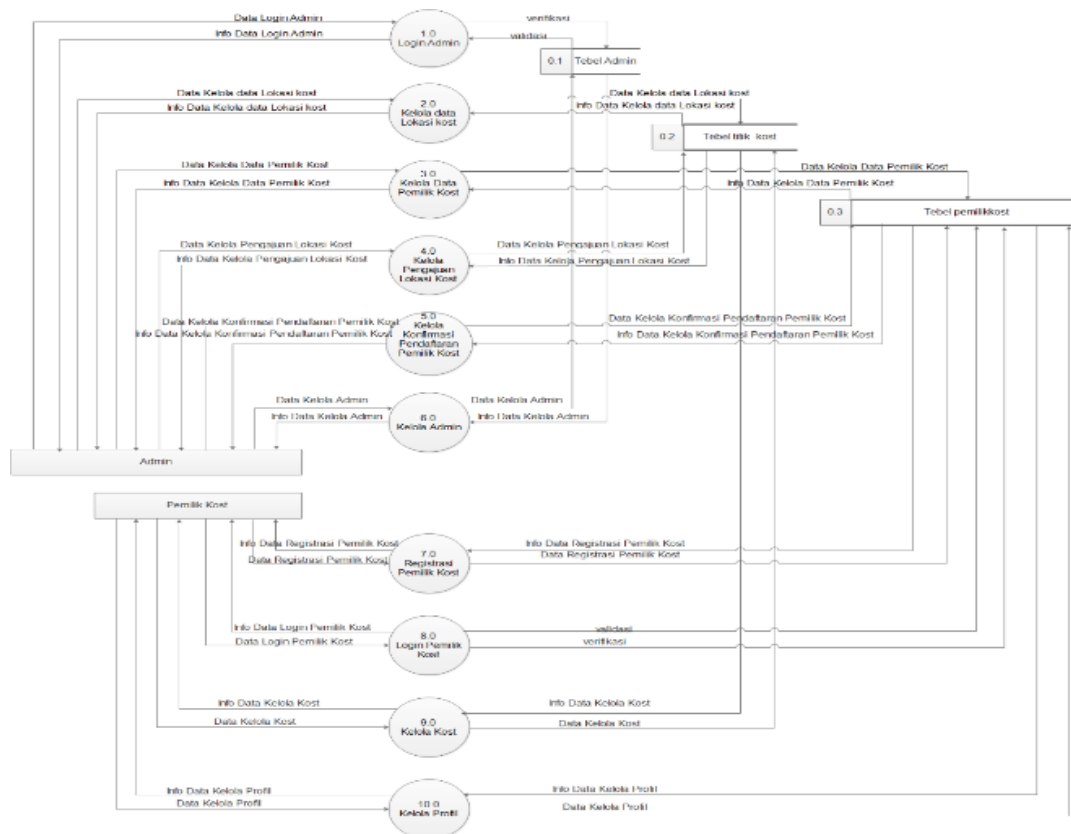 Data Login Admin
Info Data Login Admin
1.0
Login Admin
verifikasi
validasi
0.1
Tebel Admin
Data Kelola data Lokasi kost
Info Data Kelola data Lokasi kost
2.0
Kelola data
Lokasi kost
Data Kelola data Lokasi kost
Info Data Kelola data Lokasi kost
0.2
Tebel titik kost
Data Kelola Data Pemilik Kost
Info Data Kelola Data Pemilik Kost
3.0
Kelola Data
Pemilik Kost
Data Kelola Data Pemilik Kost
Info Data Kelola Data Pemilik Kost
0.3
Tebel pemilikkost
Data Kelola Pengajuan Lokasi Kost
Info Data Kelola Pengajuan Lokasi Kost
4.0
Kelola
Pengajuan
Lokasi Kost
Data Kelola Pengajuan Lokasi Kost
Info Data Kelola Pengajuan Lokasi Kost
Data Kelola Konfirmasi Pendaftaran Pemilik Kost
Info Data Kelola Konfirmasi Pendaftaran Pemilik Kost
5.0
Kelola
Konfirmasi
Pendaftaran
Pemilik Kost
Data Kelola Konfirmasi Pendaftaran Pemilik Kost
Info Data Kelola Konfirmasi Pendaftaran Pemilik Kost
Data Kelola Admin
Info Data Kelola Admin
6.0
Kelola Admin
Data Kelola Admin
Info Data Kelola Admin
Admin
Pemilik Kost
Info Data Registrasi Pemilik Kost
Data Registrasi Pemilik Kost
7.0
Registrasi
Pemilik Kost
Info Data Registrasi Pemilik Kost
Data Registrasi Pemilik Kost
Info Data Login Pemilik Kost
Data Login Pemilik Kost
8.0
Login Pemilik
Kost
validasi
verifikasi
Info Data Kelola Kost
Data Kelola Kost
9.0
Kelola Kost
Info Data Kelola Kost
Data Kelola Kost
Info Data Kelola Profil
Data Kelola Profil
10.0
Kelola Profil
Info Data Kelola Profil
Data Kelola Profil